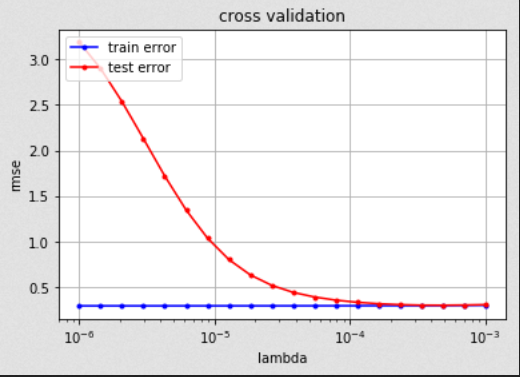 cross validation
train error
test error
3.0
2.5
2.0
1.5
1.0
0.5
rmse
10⁻⁶ 10⁻⁵ 10⁻⁴ 10⁻³
lambda